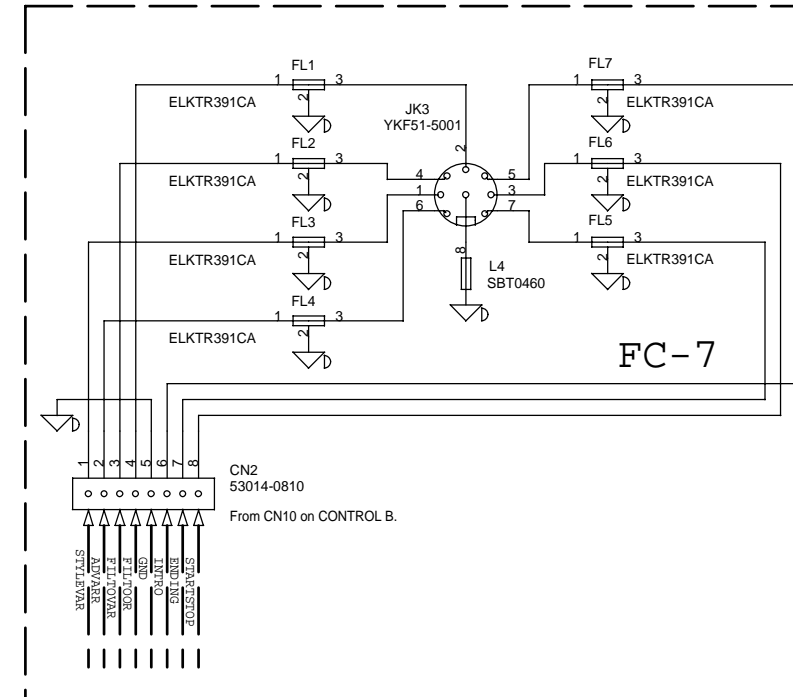 FL1
1 3
2
ELKTR391CA
FL7
1 3
2
ELKTR391CA
JK3
YKF51-5001
2
FL2
1 3
2
ELKTR391CA
4 5
1 3
6 7
8
FL6
1 3
2
ELKTR391CA
FL3
1 3
2
ELKTR391CA
FL5
1 3
2
ELKTR391CA
L4
SBT0460
FL4
1 3
2
ELKTR391CA
D
D
D
D
D
D
D
D
D
FC-7
1 2 3 4 5 6 7 8
CN2
53014-0810
From CN10 on CONTROL B.
STYLEVAR
ADVARR
FILTOVAR
FILTOOR
GND
INTRO
ENDING
STARTSTOP